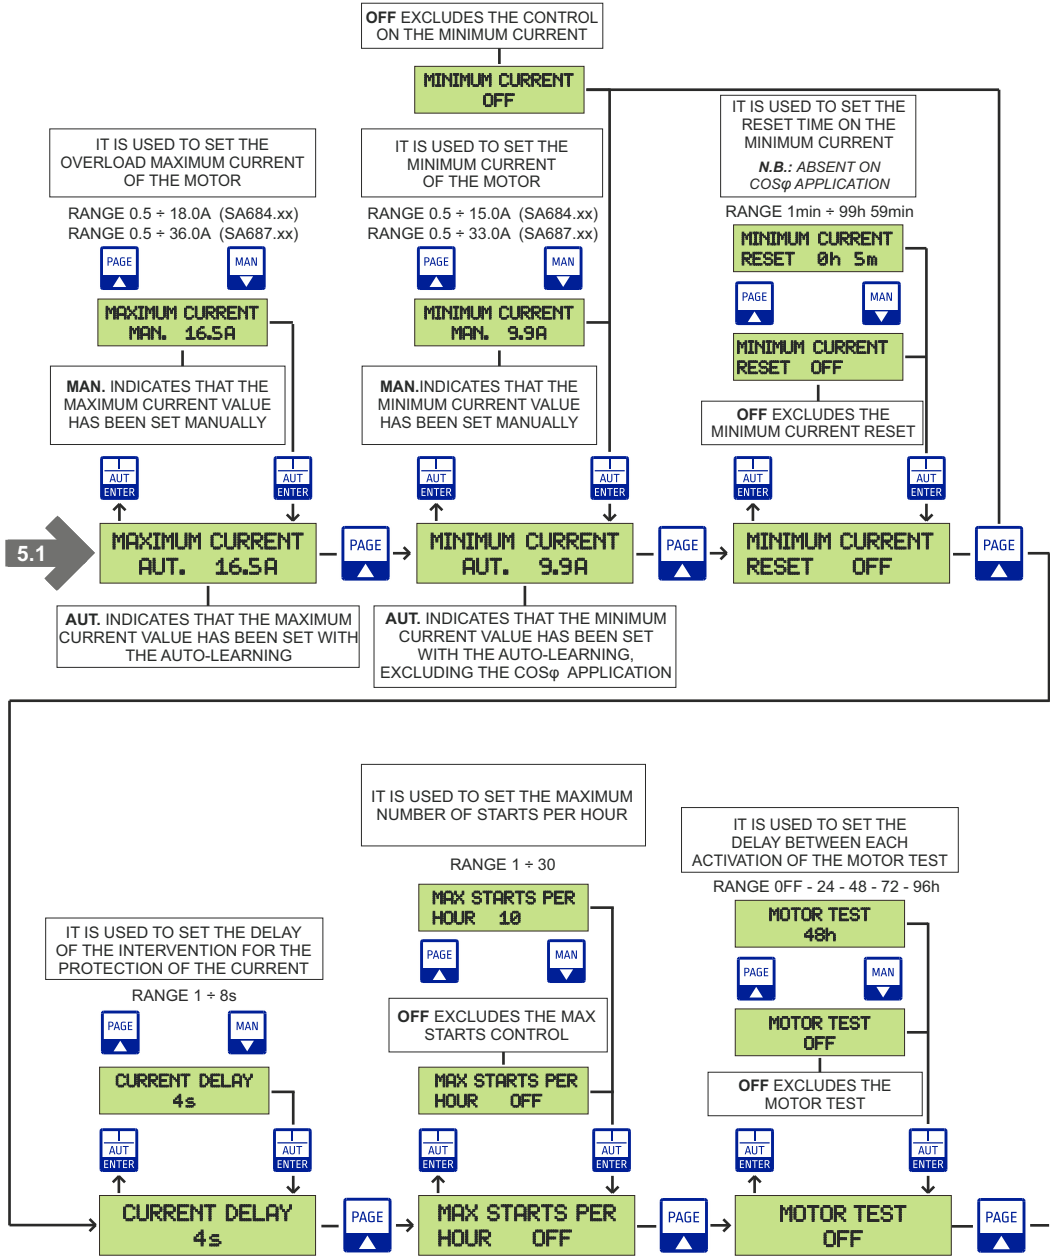 OFF EXCLUDES THE CONTROL
ON THE MINIMUM CURRENT
MINIMUM CURRENT
OFF
IT IS USED TO SET THE
OVERLOAD MAXIMUM CURRENT
OF THE MOTOR
RANGE 0.5 ÷ 18.0A (SA684.xx)
RANGE 0.5 ÷ 36.0A (SA687.xx)
PAGE
MAN
MAXIMUM CURRENT
MAN. 16.5A
MAN. INDICATES THAT THE
MAXIMUM CURRENT VALUE
HAS BEEN SET MANUALLY
AUT
ENTER
AUT
ENTER
IT IS USED TO SET THE
MINIMUM CURRENT
OF THE MOTOR
RANGE 0.5 ÷ 15.0A (SA684.xx)
RANGE 0.5 ÷ 33.0A (SA687.xx)
PAGE
MAN
MINIMUM CURRENT
MAN. 9.9A
MAN.INDICATES THAT THE
MINIMUM CURRENT VALUE
HAS BEEN SET MANUALLY
AUT
ENTER
AUT
ENTER
IT IS USED TO SET THE
RESET TIME ON THE
MINIMUM CURRENT
N.B.: ABSENT ON
COSφ APPLICATION
RANGE 1min ÷ 99h 59min
MINIMUM CURRENT
RESET 0h 5m
PAGE
MAN
MINIMUM CURRENT
RESET OFF
OFF EXCLUDES THE
MINIMUM CURRENT RESET
AUT
ENTER
AUT
ENTER
5.1
MAXIMUM CURRENT
AUT. 16.5A
PAGE
MINIMUM CURRENT
AUT. 9.9A
PAGE
MINIMUM CURRENT
RESET OFF
PAGE
AUT. INDICATES THAT THE MAXIMUM
CURRENT VALUE HAS BEEN SET WITH
THE AUTO-LEARNING
AUT. INDICATES THAT THE MINIMUM
CURRENT VALUE HAS BEEN SET
WITH THE AUTO-LEARNING,
EXCLUDING THE COSφ APPLICATION
IT IS USED TO SET THE DELAY
OF THE INTERVENTION FOR THE
PROTECTION OF THE CURRENT
RANGE 1 ÷ 8s
PAGE
MAN
CURRENT DELAY
4s
AUT
ENTER
AUT
ENTER
IT IS USED TO SET THE MAXIMUM
NUMBER OF STARTS PER HOUR
RANGE 1 ÷ 30
MAX STARTS PER
HOUR 10
PAGE
MAN
OFF EXCLUDES THE MAX
STARTS CONTROL
MAX STARTS PER
HOUR OFF
AUT
ENTER
AUT
ENTER
IT IS USED TO SET THE
DELAY BETWEEN EACH
ACTIVATION OF THE MOTOR TEST
RANGE 0FF - 24 - 48 - 72 - 96h
MOTOR TEST
48h
PAGE
MAN
MOTOR TEST
OFF
OFF EXCLUDES THE
MOTOR TEST
AUT
ENTER
AUT
ENTER
CURRENT DELAY
4s
PAGE
MAX STARTS PER
HOUR OFF
PAGE
MOTOR TEST
OFF
PAGE